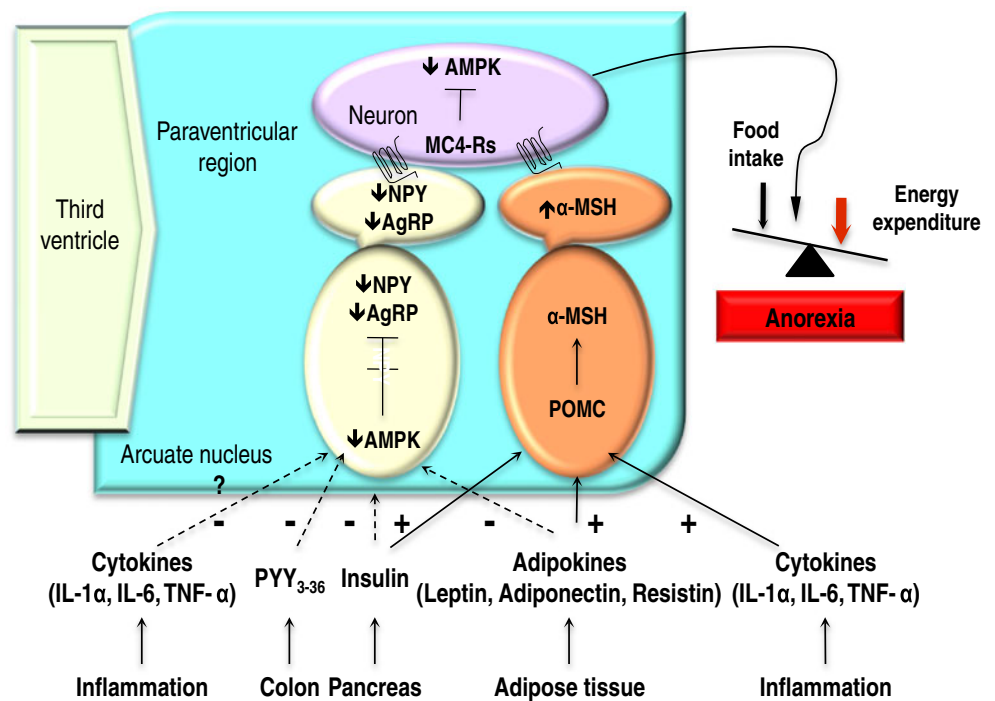 ↓ AMPK
Neuron
MC4-Rs
Paraventricular
region
Third
ventricle
↓NPY
↓AgRP
↑α-MSH
↓NPY
↓AgRP
↓AMPK
α-MSH
POMC
Arcuate nucleus
?
Food
intake
Energy
expenditure
Anorexia
- - - + - + +
Cytokines
(IL-1α, IL-6, TNF- α)
PYY3-36
Insulin
Adipokines
(Leptin, Adiponectin, Resistin)
Cytokines
(IL-1α, IL-6, TNF- α)
Inflammation
Colon
Pancreas
Adipose tissue
Inflammation